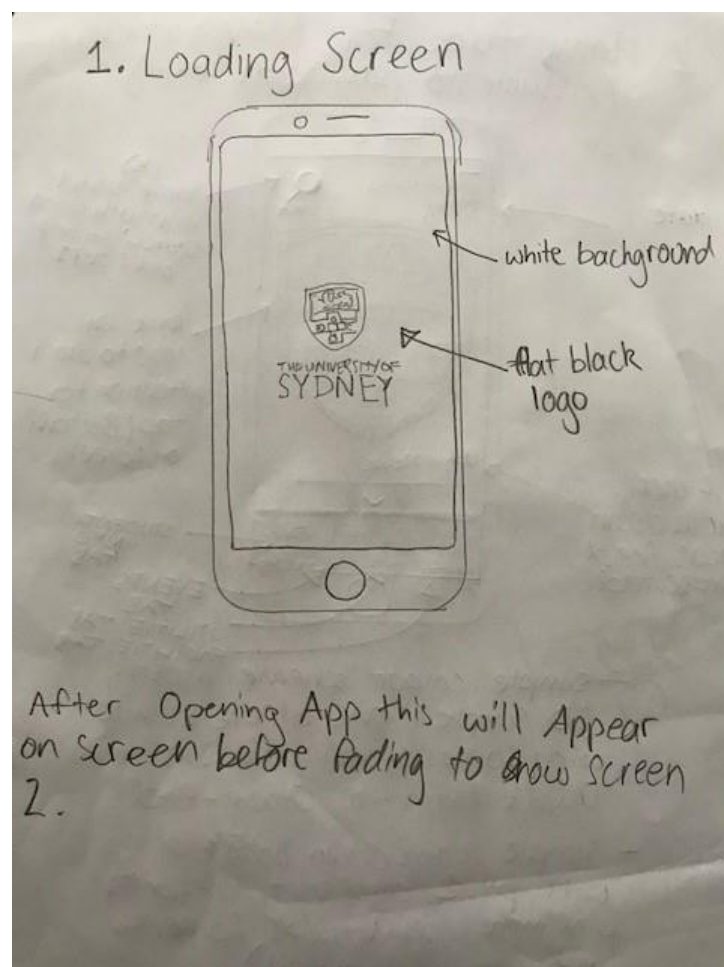 1. Loading Screen
white background
flat black
logo
THE UNIVERSITY OF
SYDNEY
After Opening App this will Appear
on screen before fading to show screen
2.